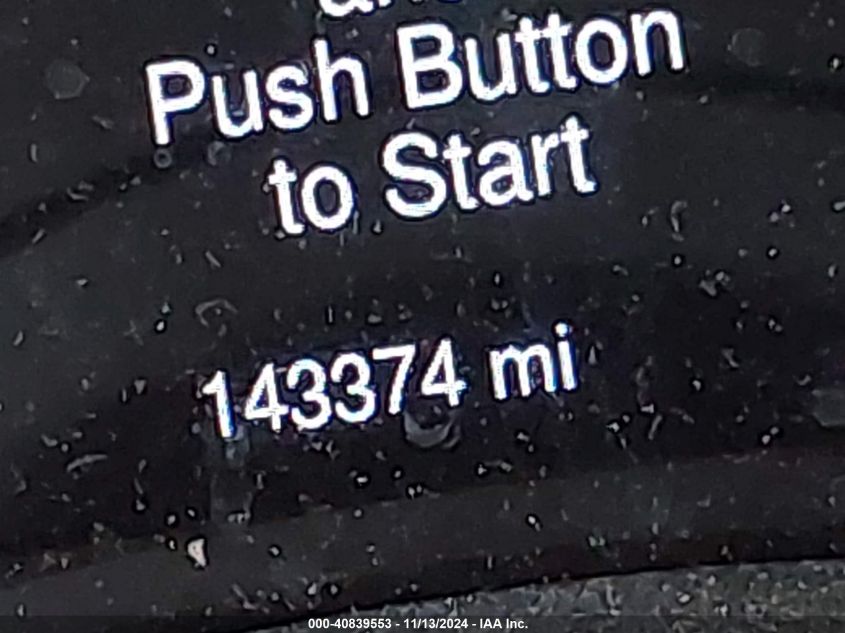 Push Button
to Start
143374 mi
000-40839553 - 11/13/2024 - IAA Inc.